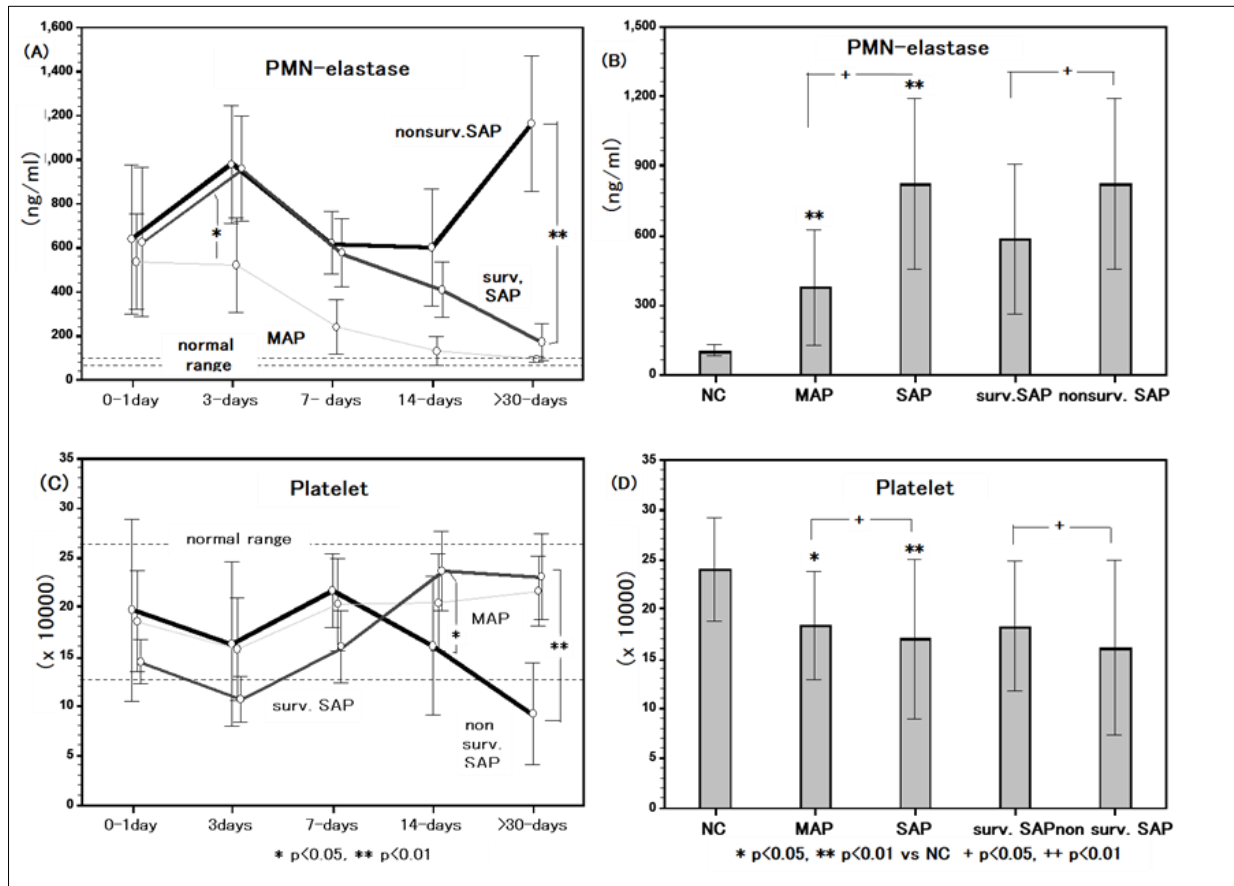 (A)
PMN-elastase
1,600
1,400
1,200
1,000
800
600
400
200
0
(ng/ml)
nonsurv.SAP
*
**
surv,
SAP
MAP
normal
range
0-1day
3-days
7- days
14-days
>30-days
(B)
PMN-elastase
1,500
1,200
900
600
300
0
(ng/ml)
+
+
**
**
NC
MAP
SAP
surv.SAP
nonsurv. SAP
(C)
Platelet
35
30
25
20
15
10
5
0
(x 10000)
normal range
MAP
*
**
surv. SAP
non
surv.
SAP
0-1day
3days
7-days
14-days
>30-days
* p<0.05, ** p<0.01
(D)
Platelet
35
30
25
20
15
10
5
0
(x 10000)
+
+
*
**
NC
MAP
SAP
surv. SAP
non surv. SAP
* p<0.05, ** p<0.01 vs NC + p<0.05, ++ p<0.01